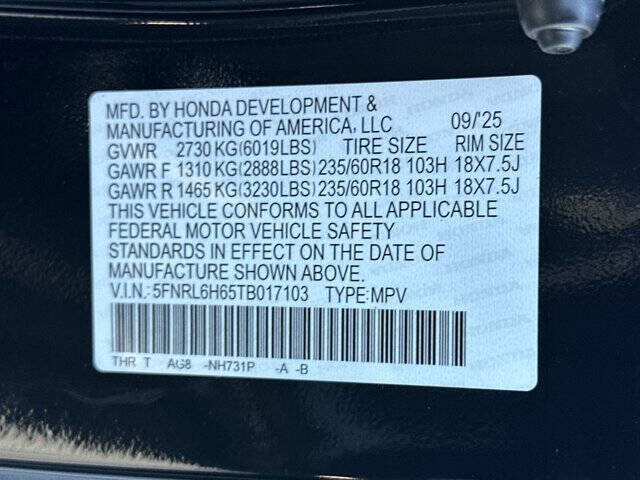 MFD. BY HONDA DEVELOPMENT &
MANUFACTURING OF AMERICA, LLC 09/'25
GVWR 2730 KG(6019LBS) TIRE SIZE RIM SIZE
GAWR F 1310 KG(2888LBS) 235/60R18 103H 18X7.5J
GAWR R 1465 KG(3230LBS) 235/60R18 103H 18X7.5J
THIS VEHICLE CONFORMS TO ALL APPLICABLE
FEDERAL MOTOR VEHICLE SAFETY
STANDARDS IN EFFECT ON THE DATE OF
MANUFACTURE SHOWN ABOVE.
V.I.N.: 5FNRL6H65TB017103 TYPE: MPV
THR T AG8 -NH731P -A -B